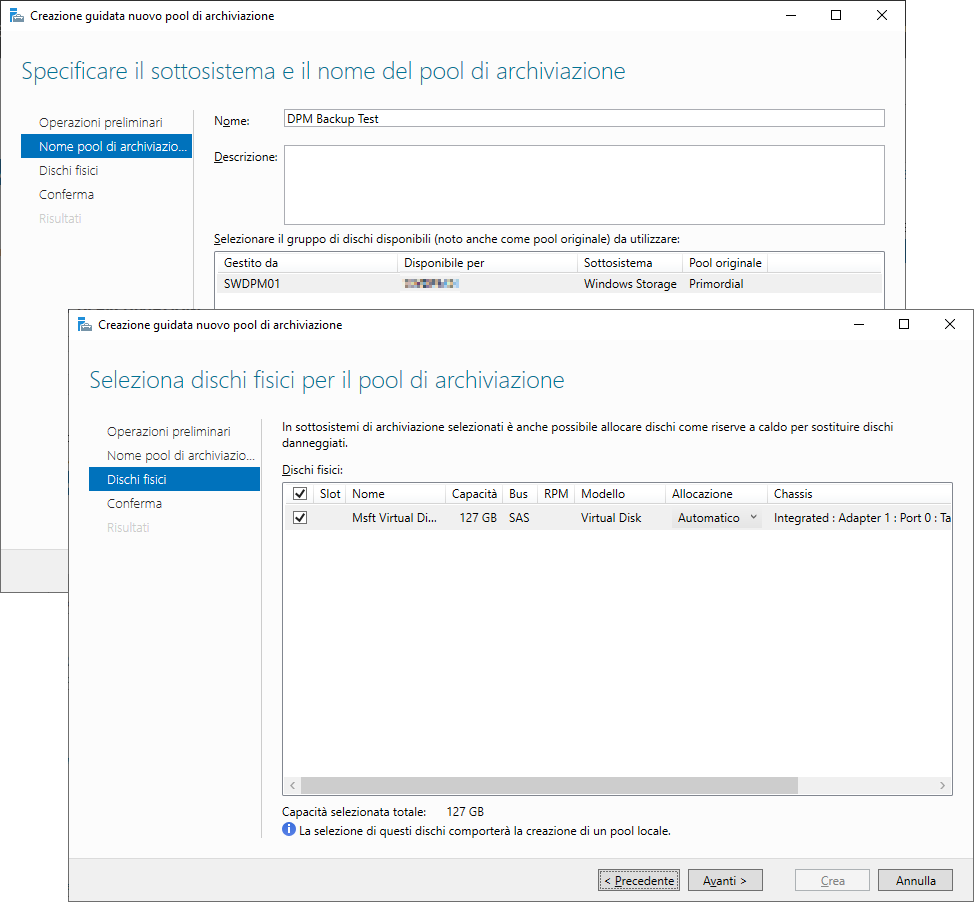 Creazione guidata nuovo pool di archiviazione
Specificare il sottosistema e il nome del pool di archiviazione
Operazioni preliminari
Nome pool di archiviazio...
Dischi fisici
Conferma
Risultati
Nome:
DPM Backup Test
Descrizione:
Selezionare il gruppo di dischi disponibili (noto anche come pool originale) da utilizzare:
Gestito da Disponibile per Sottosistema Pool originale
SWDPM01 Windows Storage Primordial
Creazione guidata nuovo pool di archiviazione
Seleziona dischi fisici per il pool di archiviazione
Operazioni preliminari
Nome pool di archiviazio...
Dischi fisici
Conferma
Risultati
In sottosistemi di archiviazione selezionati è anche possibile allocare dischi come riserve a caldo per sostituire dischi
danneggiati.
Dischi fisici:
Slot Nome Capacità Bus RPM Modello Allocazione Chassis
Msft Virtual Di... 127 GB SAS Virtual Disk Automatico Integrated : Adapter 1 : Port 0 : Ta
Capacità selezionata totale: 127 GB
La selezione di questi dischi comporterà la creazione di un pool locale.
< Precedente Avanti > Crea Annulla